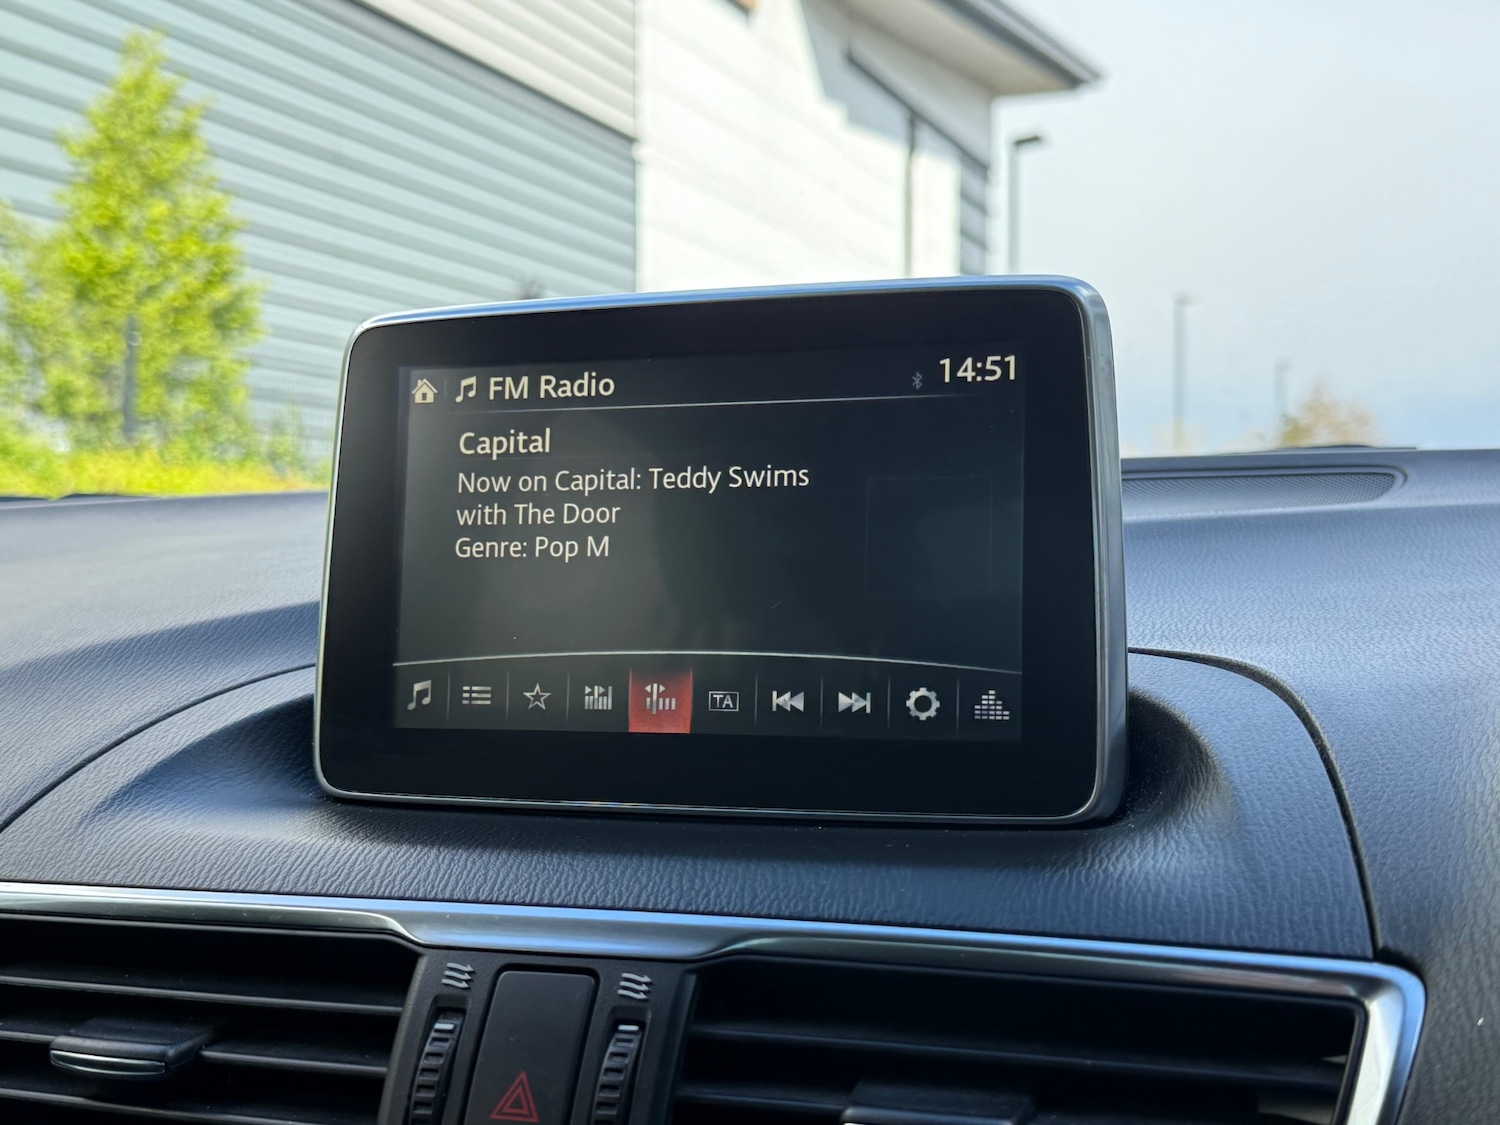 FM Radio
14:51
Capital
Now on Capital: Teddy Swims
with The Door
Genre: Pop M
TA